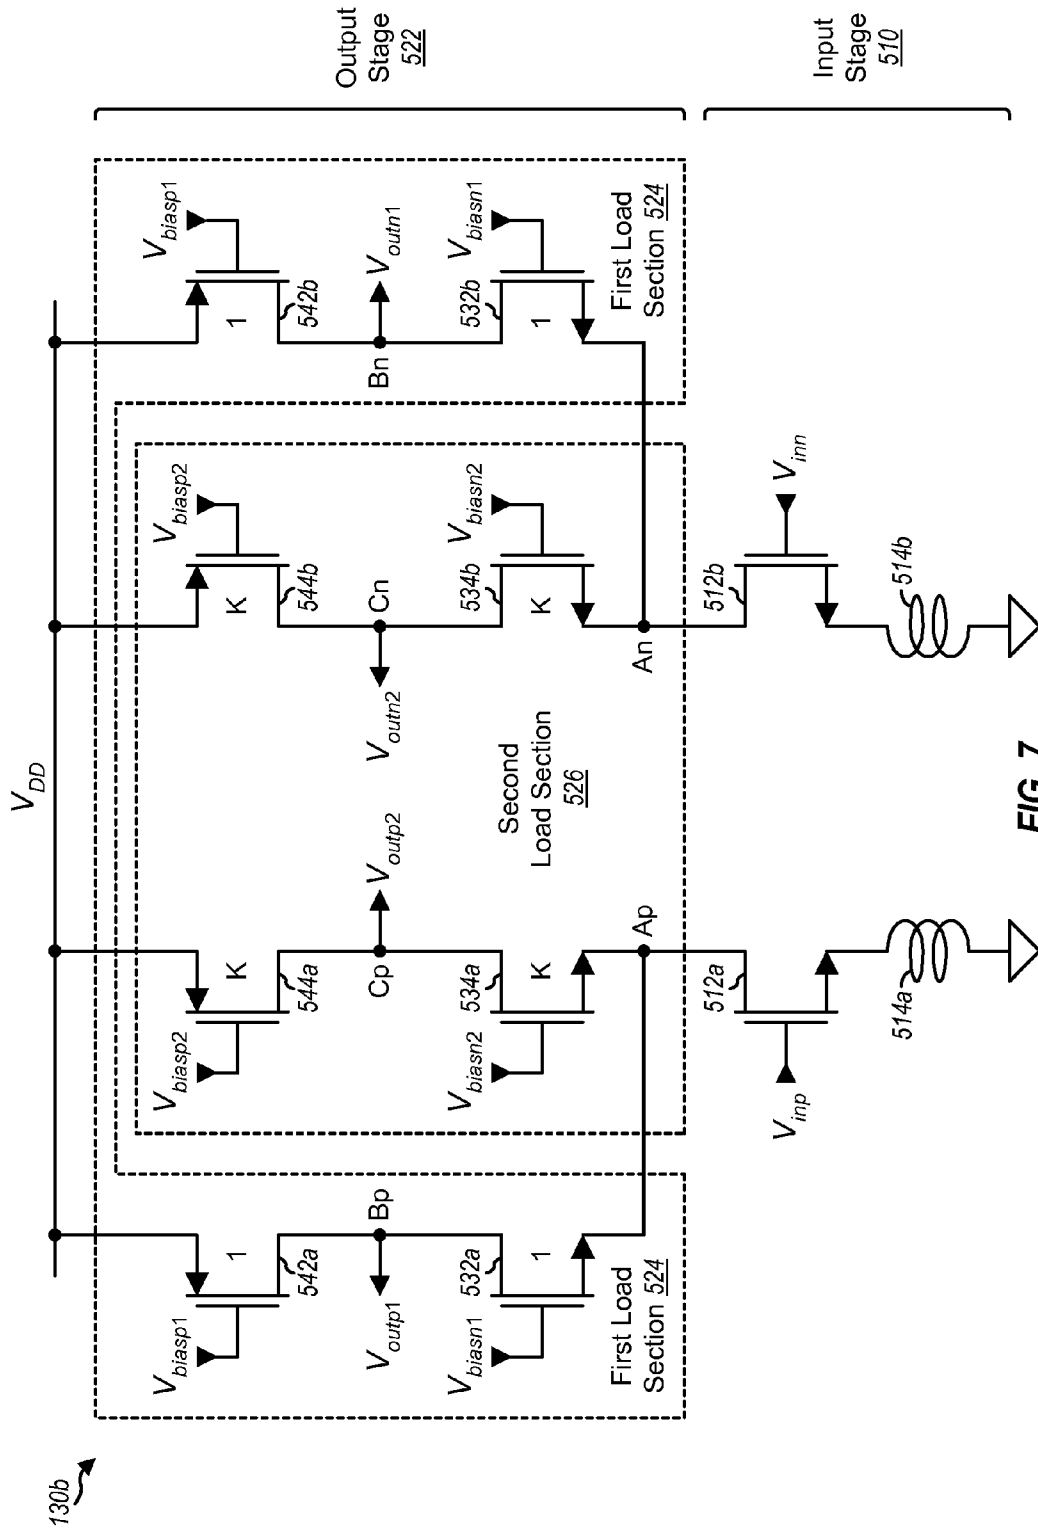 130b
V_DD
V_biasp1
V_biasp2
V_biasp2
V_biasp1
1
K
K
1
542a
544a
544b
542b
Bp
Cp
Cn
Bn
V_outp1
V_outp2
V_outn2
V_outn1
V_biasn1
V_biasn2
V_biasn2
V_biasn1
1
K
K
1
532a
534a
534b
532b
Second
Load Section
526
First Load
Section 524
First Load
Section 524
Ap
An
V_inp
V_inn
512a
512b
514a
514b
Output
Stage
522
Input
Stage
510
FIG. 7